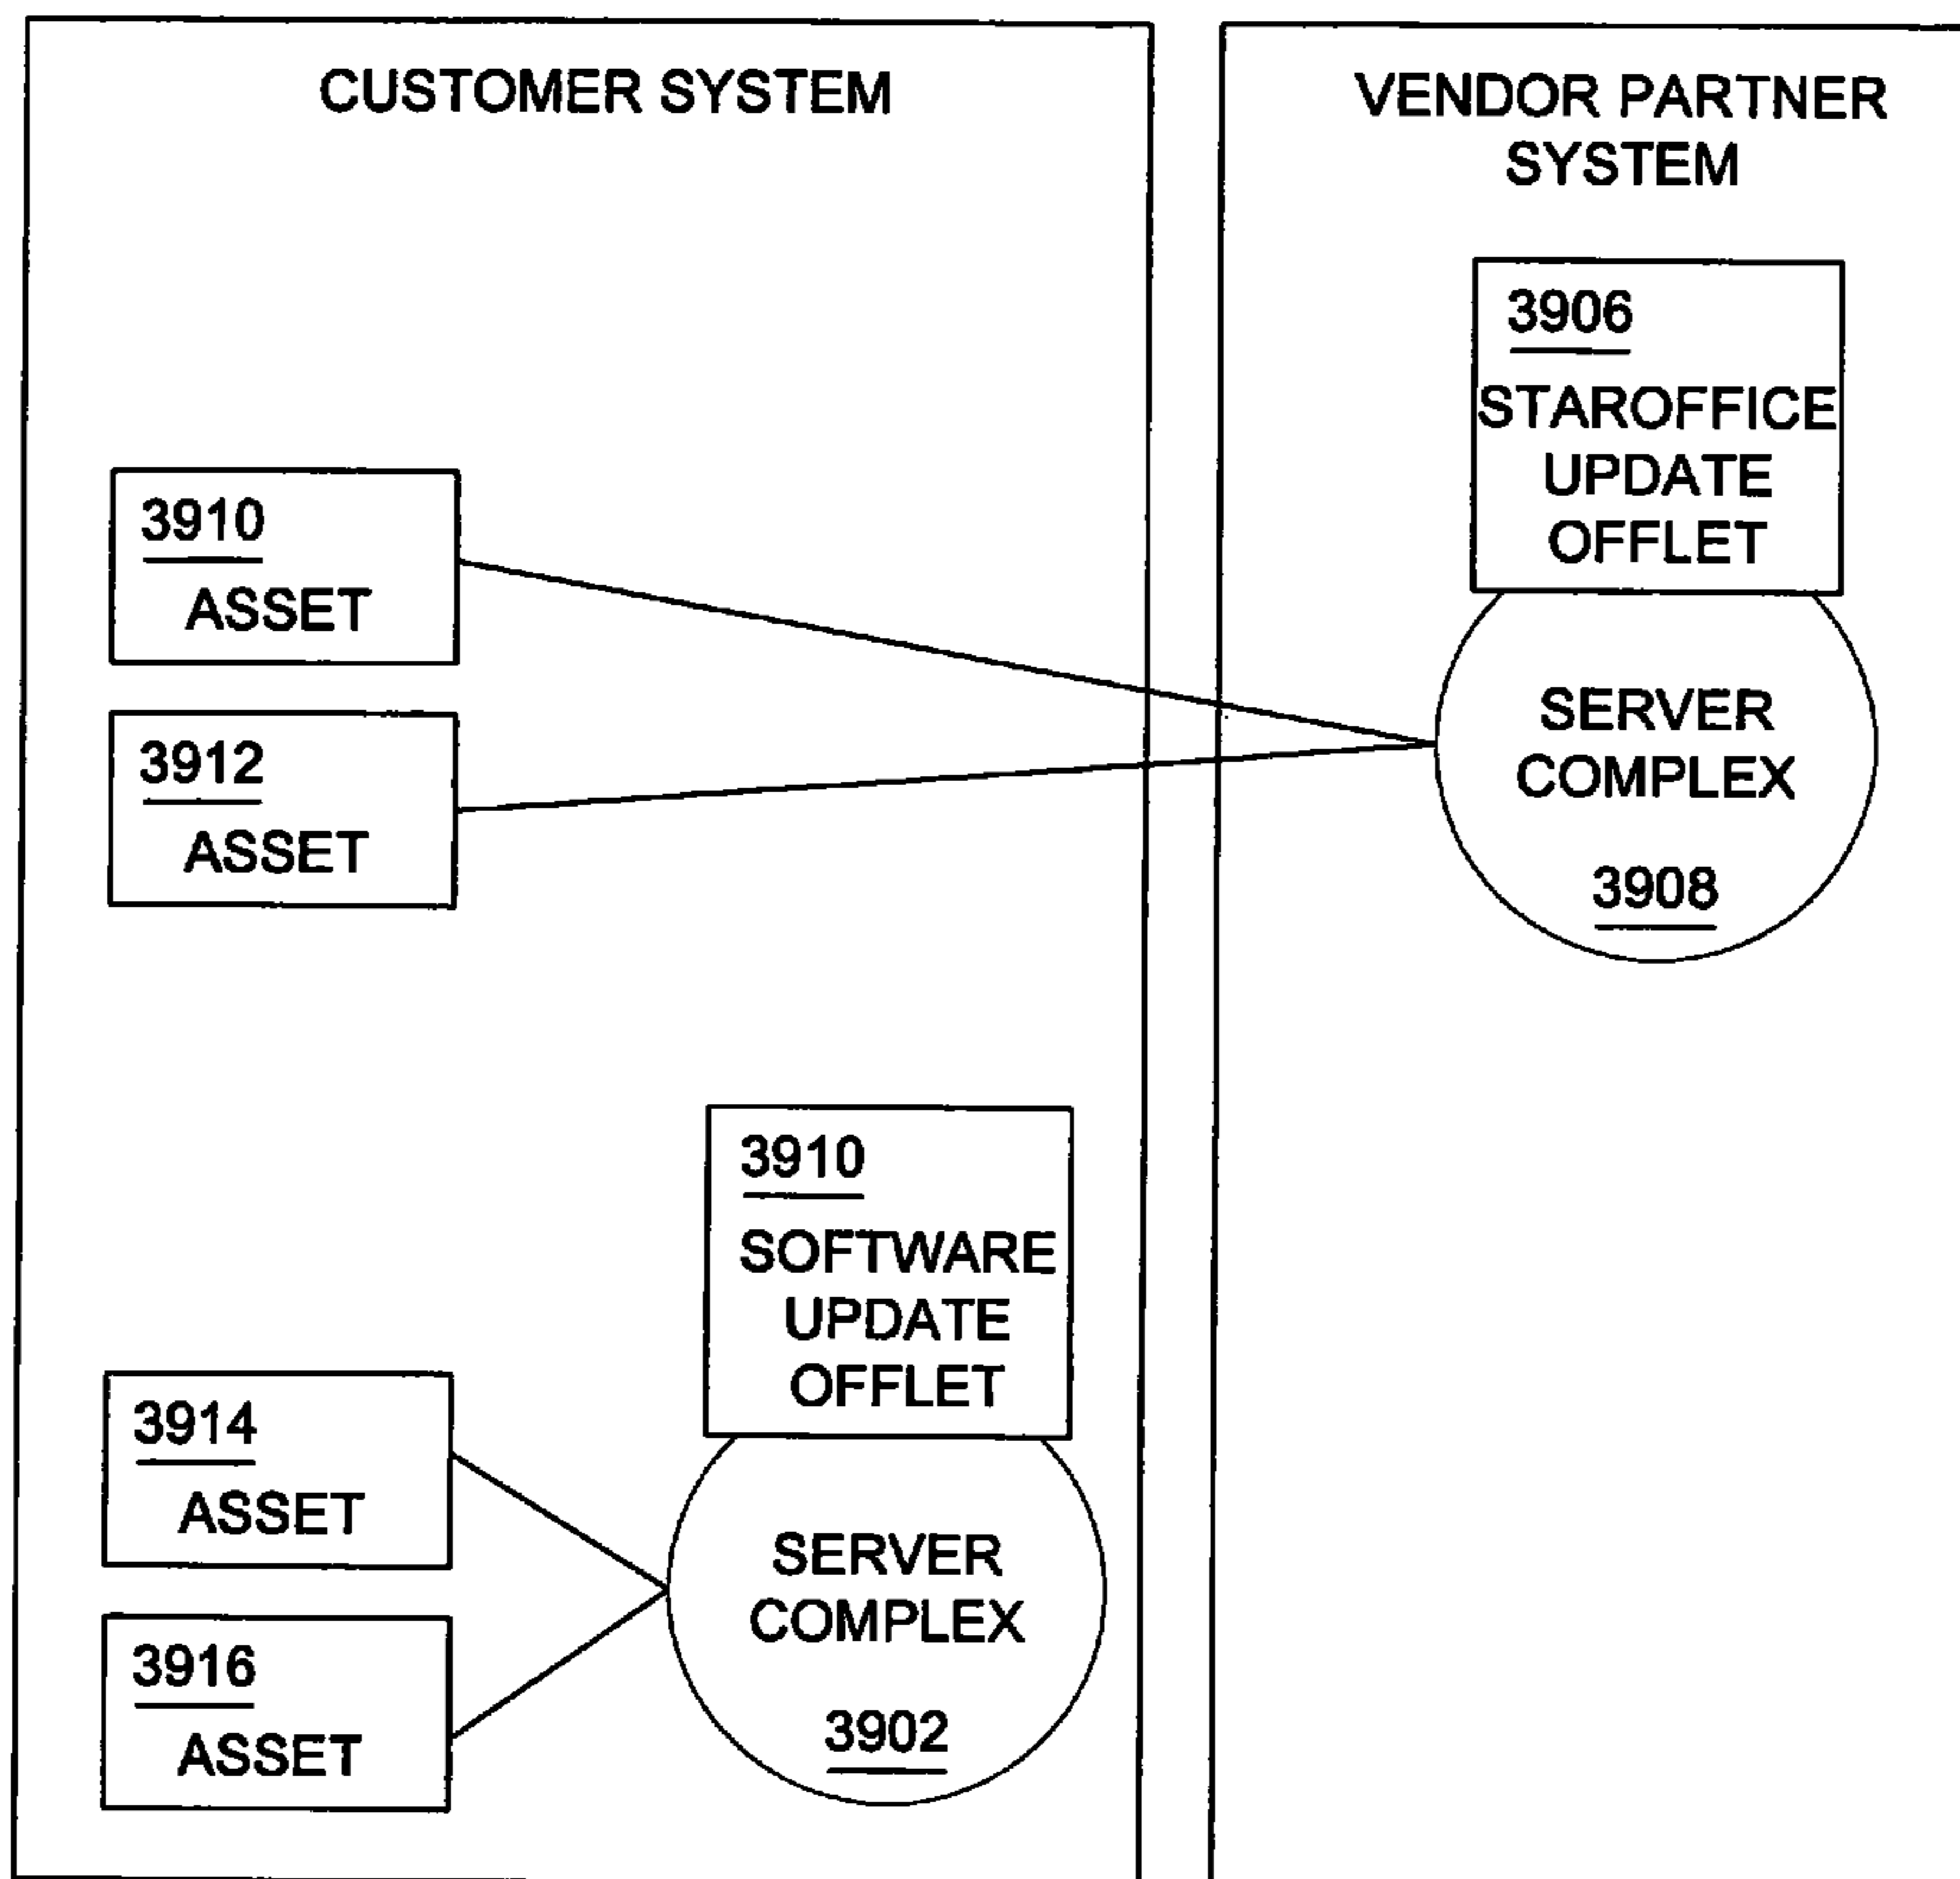 CUSTOMER SYSTEM
3910
ASSET
3912
ASSET
3910
SOFTWARE
UPDATE
OFFLET
3914
ASSET
3916
ASSET
SERVER
COMPLEX
3902
VENDOR PARTNER
SYSTEM
3906
STAROFFICE
UPDATE
OFFLET
SERVER
COMPLEX
3908